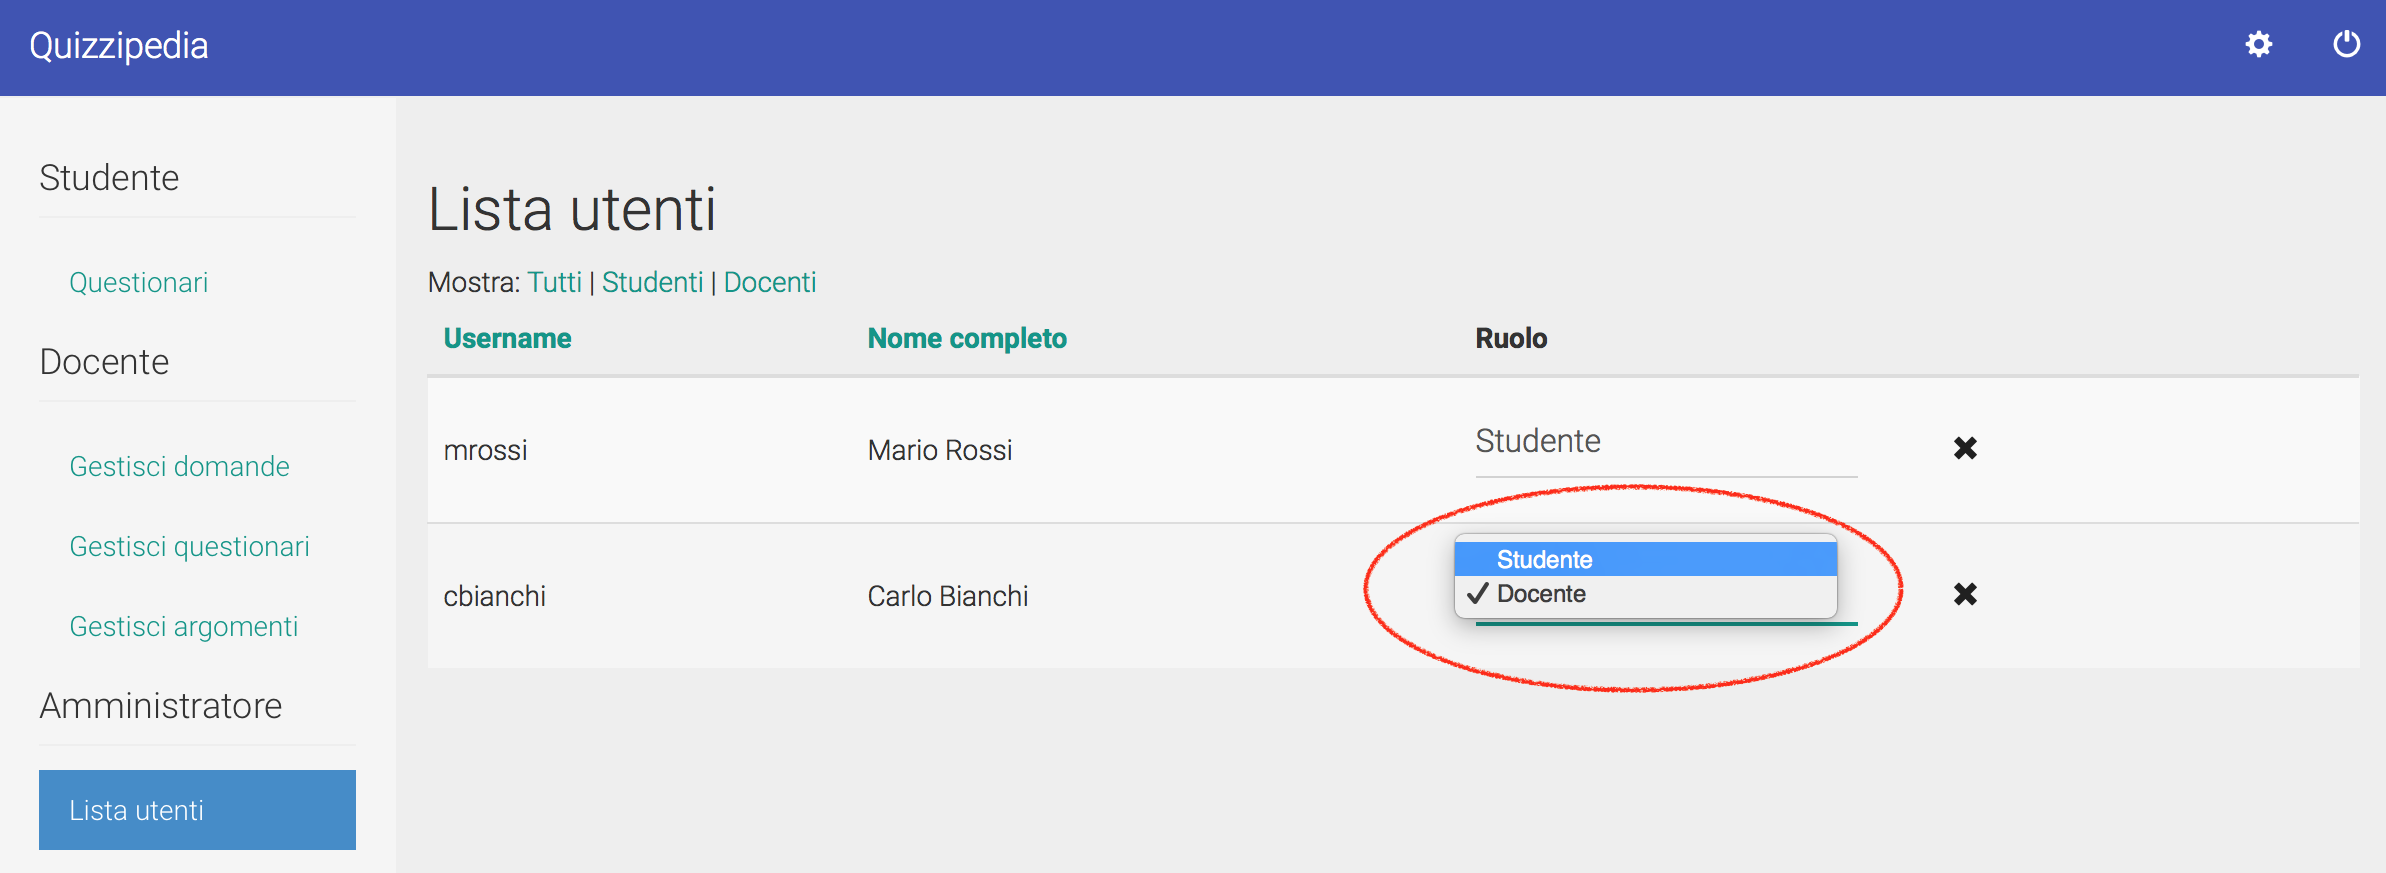 Quizzipedia
Studente
Questionari
Docente
Gestisci domande
Gestisci questionari
Gestisci argomenti
Amministratore
Lista utenti
Lista utenti
Mostra: Tutti | Studenti | Docenti
Username Nome completo Ruolo
mrossi Mario Rossi Studente
cbianchi Carlo Bianchi
Studente
Docente